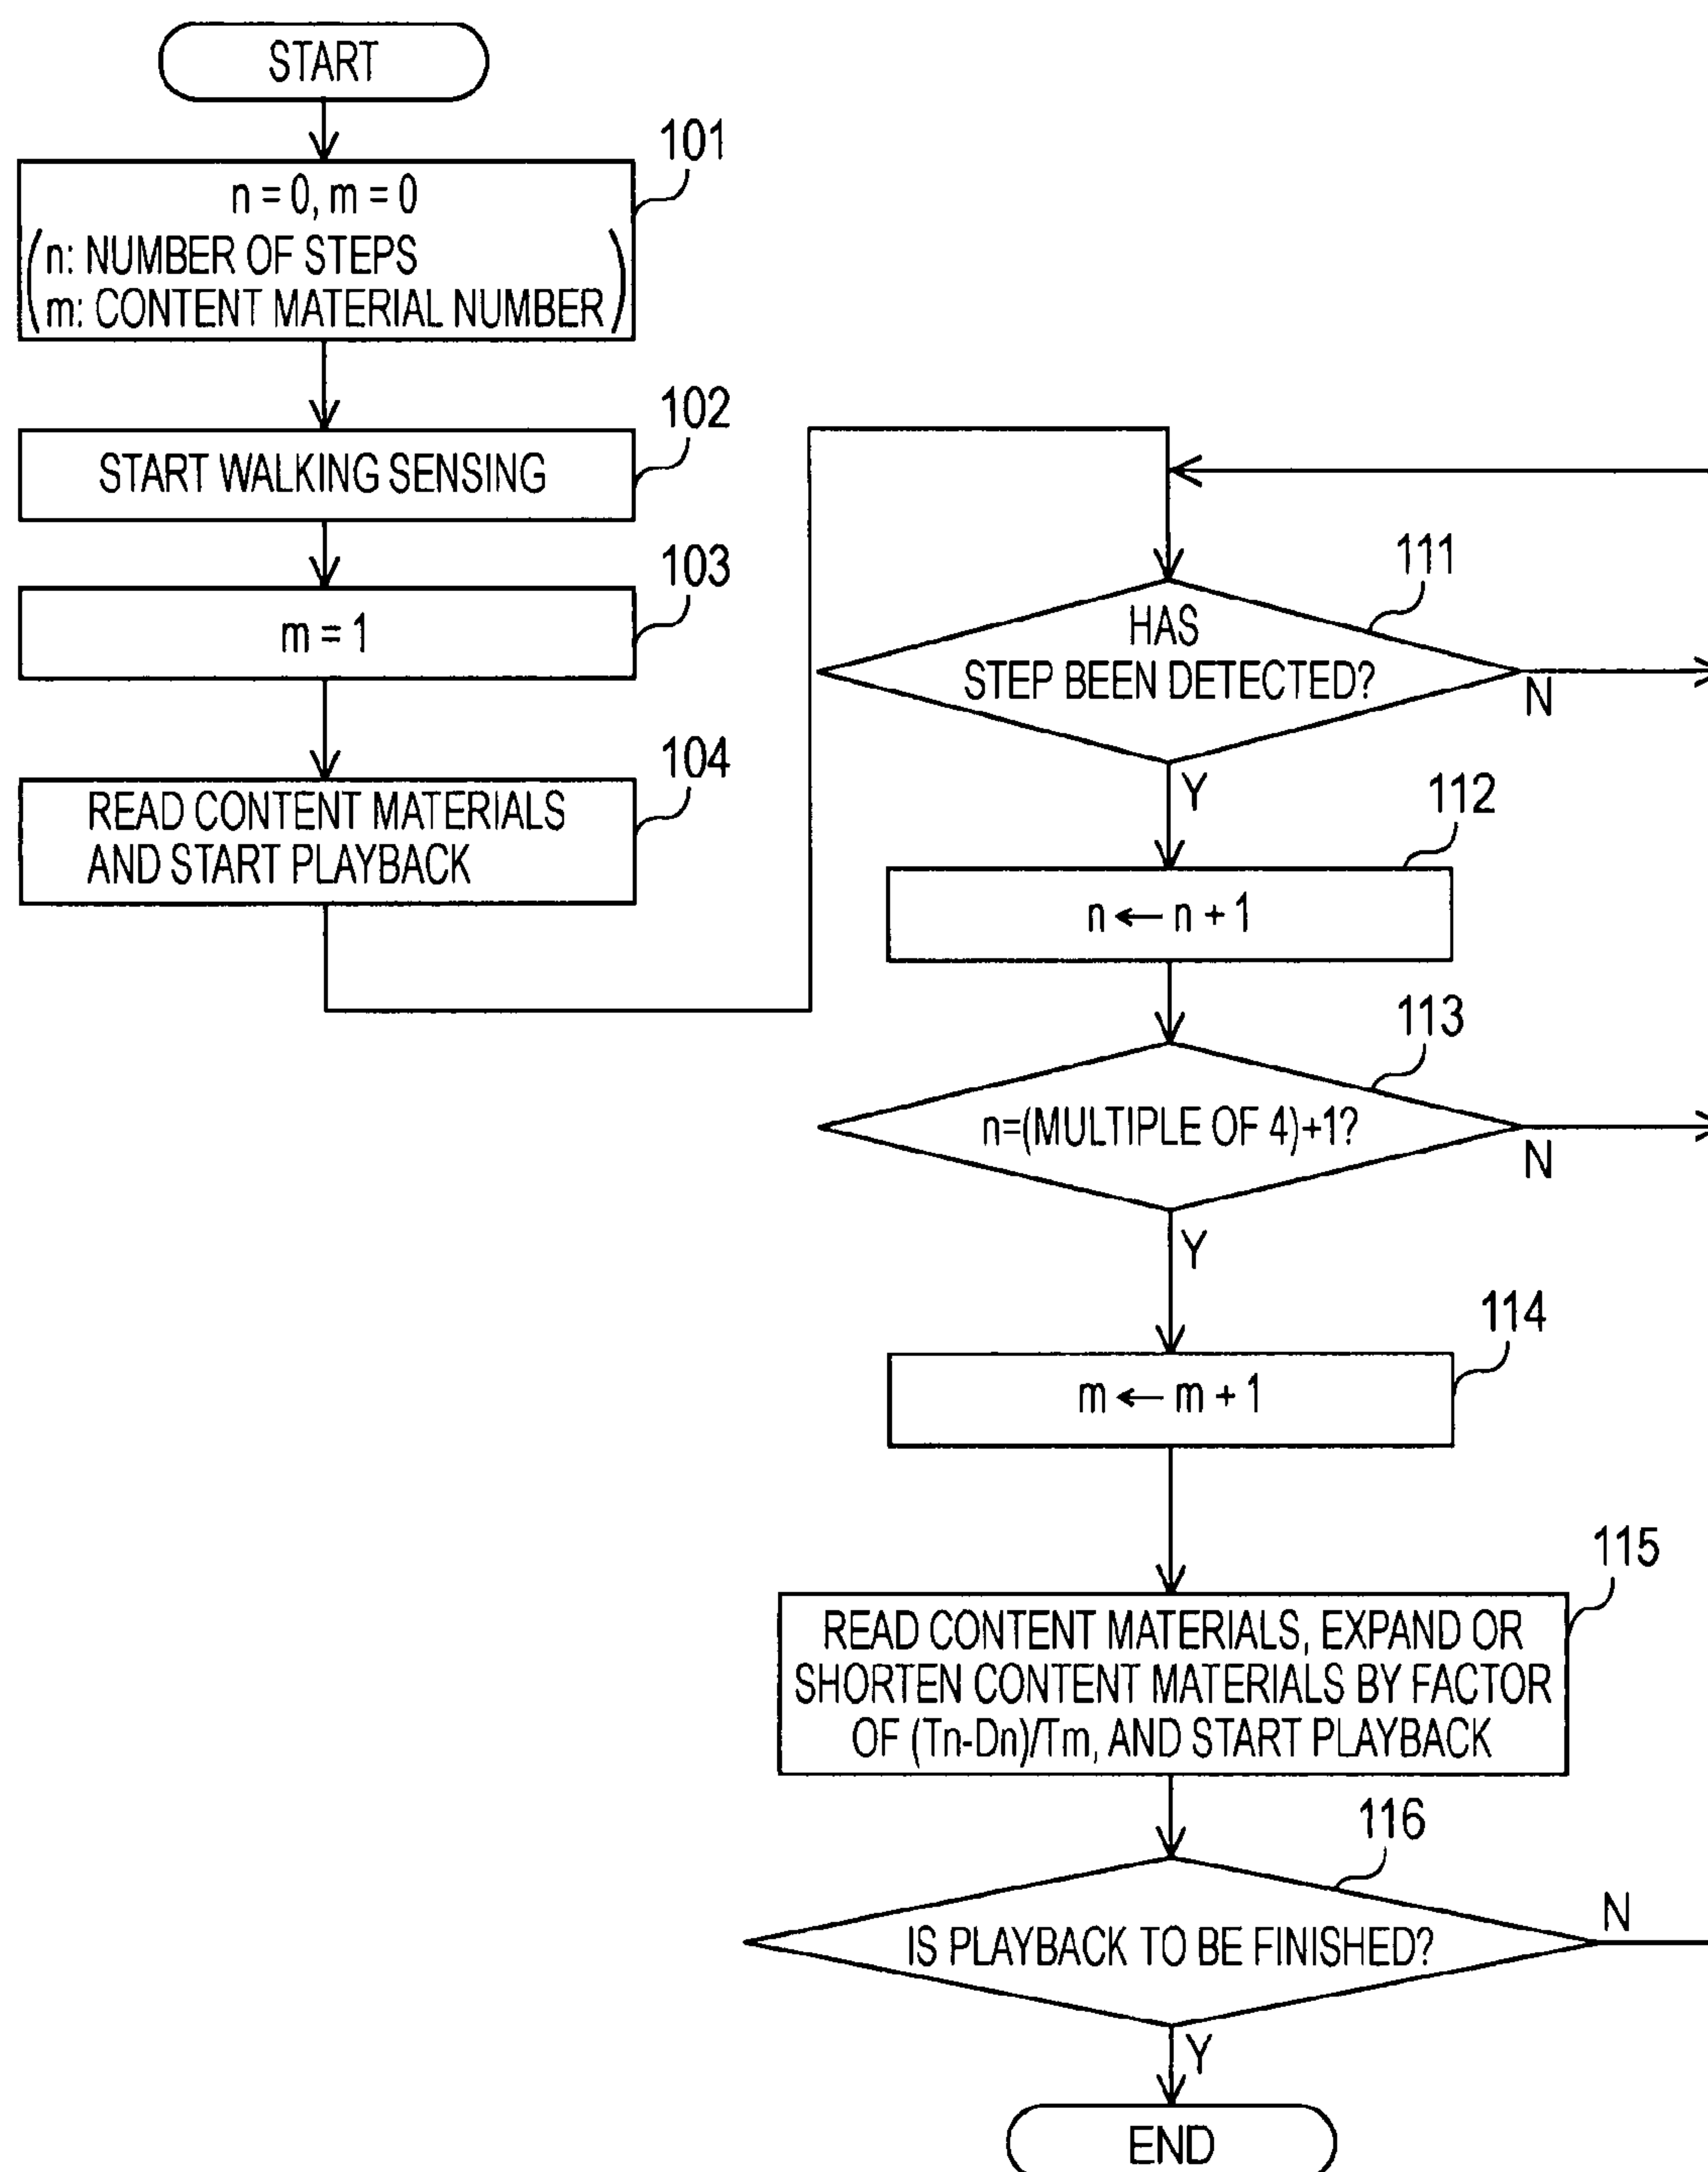 START
101
n = 0, m = 0
(n: NUMBER OF STEPS
m: CONTENT MATERIAL NUMBER)
102
START WALKING SENSING
103
m = 1
104
READ CONTENT MATERIALS
AND START PLAYBACK
111
HAS
STEP BEEN DETECTED?
N
Y
112
n ← n + 1
113
n=(MULTIPLE OF 4)+1?
N
Y
114
m ← m + 1
115
READ CONTENT MATERIALS, EXPAND OR
SHORTEN CONTENT MATERIALS BY FACTOR
OF (Tn-Dn)/Tm, AND START PLAYBACK
116
IS PLAYBACK TO BE FINISHED?
N
Y
END